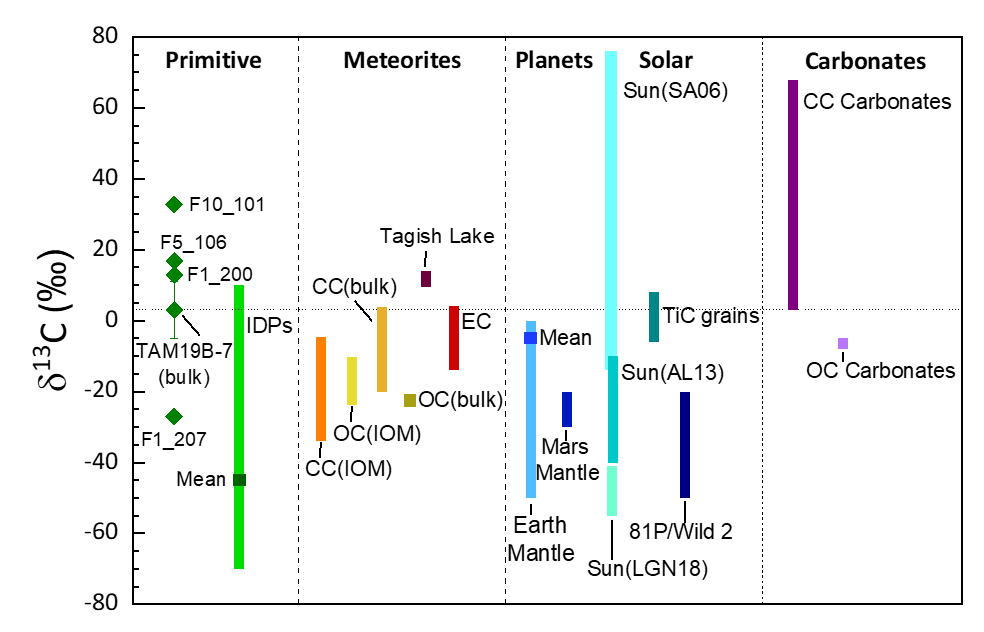 80
60
40
20
0
-20
-40
-60
-80
δ¹³C (‰)
Primitive
Meteorites
Planets
Solar
Carbonates
F10_101
F5_106
F1_200
TAM19B-7
(bulk)
F1_207
IDPs
Mean
Tagish Lake
CC(bulk)
EC
OC(bulk)
OC(IOM)
CC(IOM)
Mean
Mars
Mantle
Earth
Mantle
Sun(SA06)
TiC grains
Sun(AL13)
81P/Wild 2
Sun(LGN18)
CC Carbonates
OC Carbonates